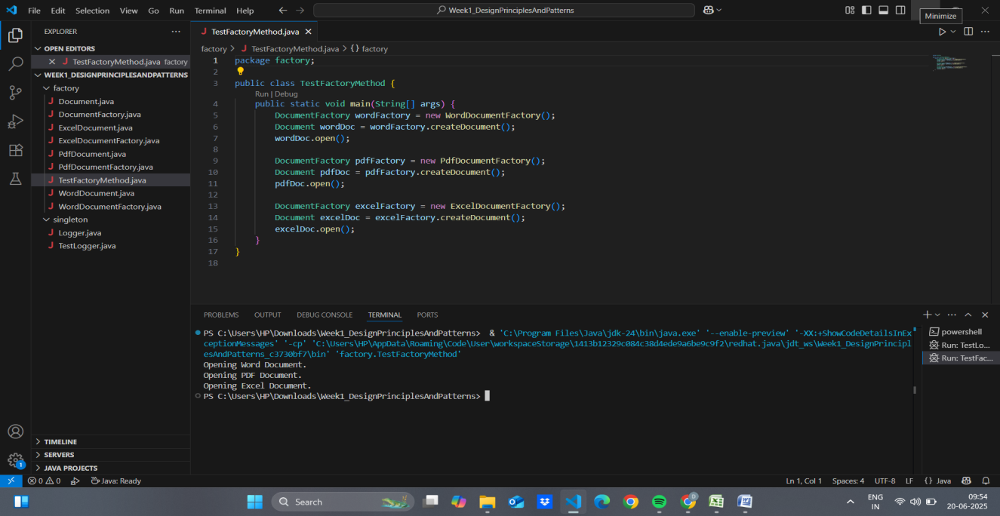 File Edit Selection View Go Run Terminal Help
Week1_DesignPrinciplesAndPatterns
Minimize
EXPLORER
OPEN EDITORS
TestFactoryMethod.java factory
WEEK1_DESIGNPRINCIPLESANDPATTERNS
factory
Document.java
DocumentFactory.java
ExcelDocument.java
ExcelDocumentFactory.java
PdfDocument.java
PdfDocumentFactory.java
TestFactoryMethod.java
WordDocument.java
WordDocumentFactory.java
singleton
Logger.java
TestLogger.java
TIMELINE
SERVERS
JAVA PROJECTS
TestFactoryMethod.java
factory > TestFactoryMethod.java > {} factory
1 package factory;
2
3 public class TestFactoryMethod {
Run | Debug
4 public static void main(String[] args) {
5 DocumentFactory wordFactory = new WordDocumentFactory();
6 Document wordDoc = wordFactory.createDocument();
7 wordDoc.open();
8
9 DocumentFactory pdfFactory = new PdfDocumentFactory();
10 Document pdfDoc = pdfFactory.createDocument();
11 pdfDoc.open();
12
13 DocumentFactory excelFactory = new ExcelDocumentFactory();
14 Document excelDoc = excelFactory.createDocument();
15 excelDoc.open();
16 }
17 }
18
PROBLEMS OUTPUT DEBUG CONSOLE TERMINAL PORTS
PS C:\Users\HP\Downloads\Week1_DesignPrinciplesAndPatterns> & 'C:\Program Files\Java\jdk-24\bin\java.exe' '--enable-preview' '-XX:+ShowCodeDetailsInEx
ceptionMessages' '-cp' 'C:\Users\HP\AppData\Roaming\Code\User\workspaceStorage\1413b12329c084c38d4ede9a6be9c9f2\redhat.java\jdt_ws\Week1_DesignPrincipl
esAndPatterns_c3730bf7\bin' 'factory.TestFactoryMethod'
Opening Word Document.
Opening PDF Document.
Opening Excel Document.
PS C:\Users\HP\Downloads\Week1_DesignPrinciplesAndPatterns>
powershell
Run: TestLo...
Run: TestFac...
1
0 0 Java: Ready
Ln 1, Col 1 Spaces: 4 UTF-8 LF {} Java
Search
0
ENG
IN
09:54
20-06-2025